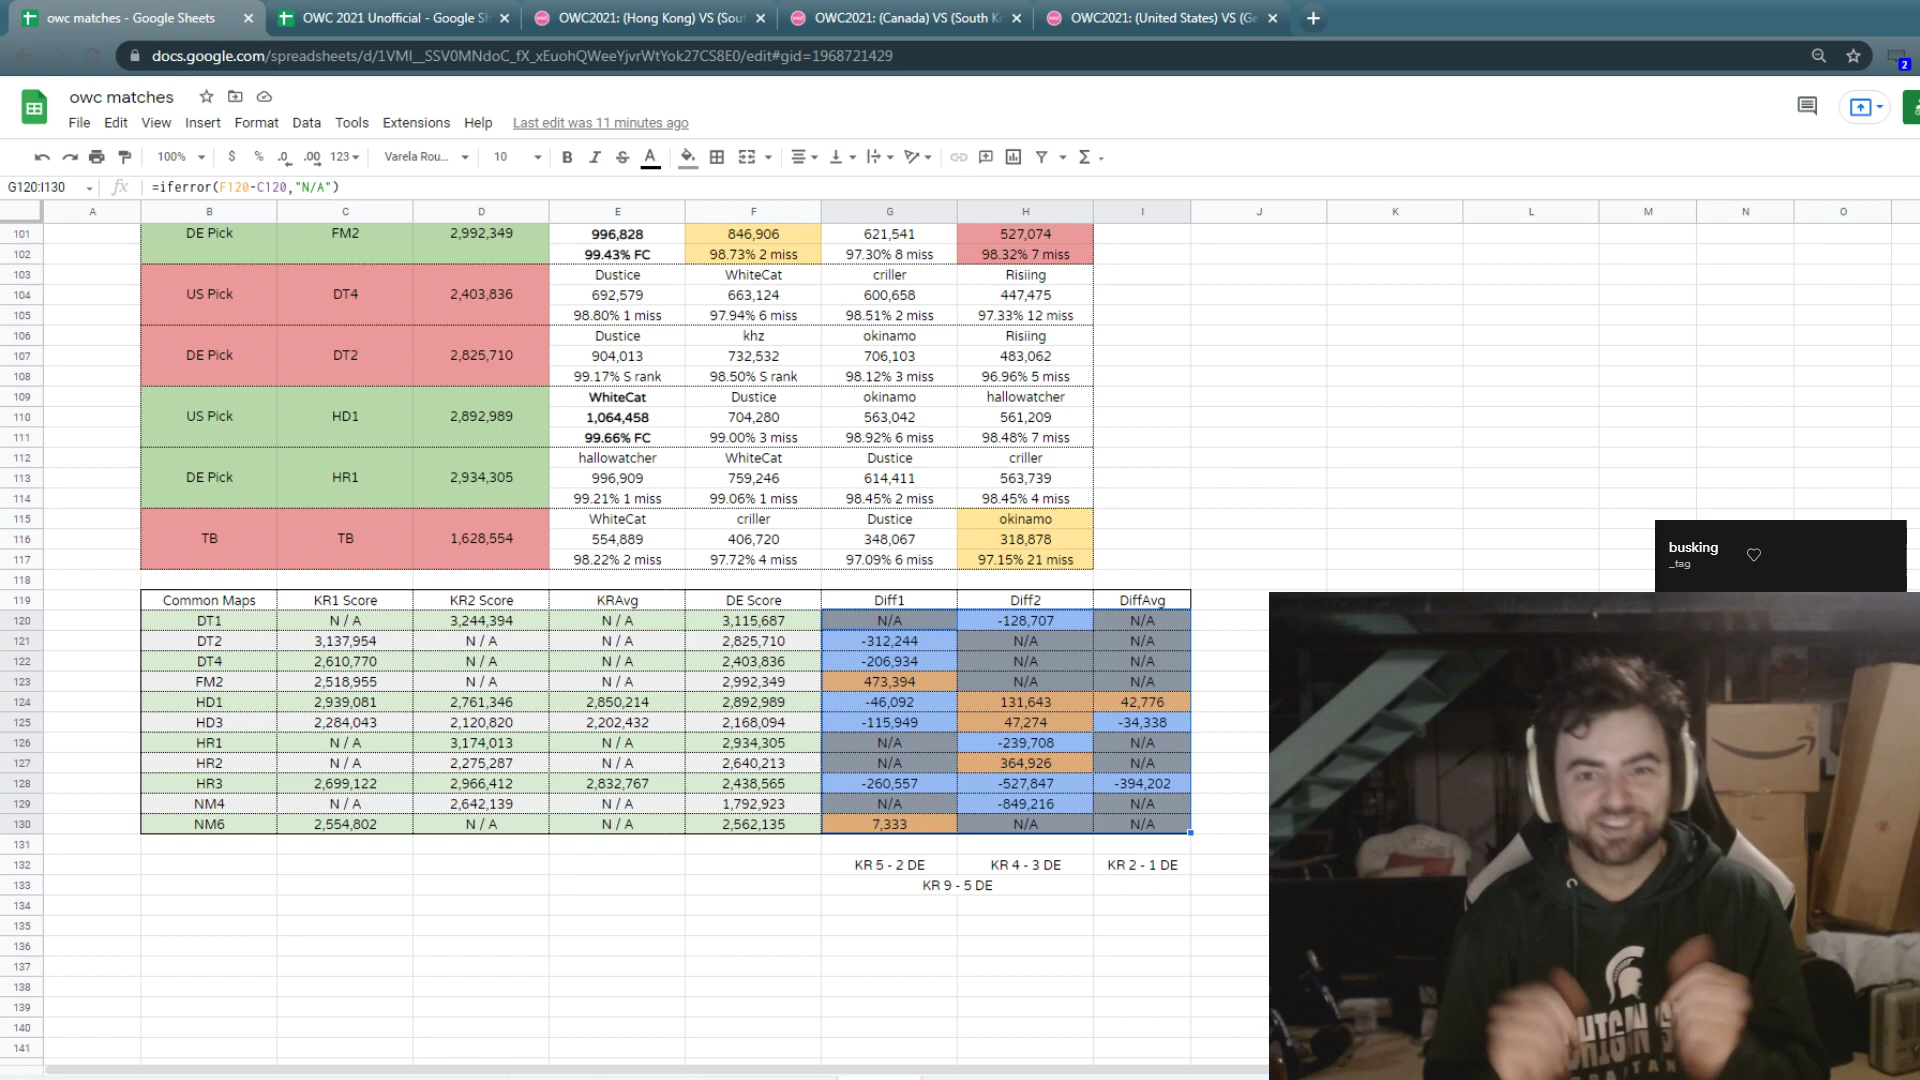 owc matches - Google Sheets
OWC 2021 Unofficial - Google Sh
OWC2021: (Hong Kong) VS (Sou
OWC2021: (Canada) VS (South K
OWC2021: (United States) VS (Ge
docs.google.com/spreadsheets/d/1VMl__SSV0MNdoC_fX_xEuohQWeeYjvrWtYok27CS8E0/edit#gid=1968721429
2
owc matches
File Edit View Insert Format Data Tools Extensions Help Last edit was 11 minutes ago
100% $ % .0 .00 123 Varela Rou... 10 B I S A
G120:I130 fx =iferror(F120-C120,"N/A")
A B C D E F G H I J K L M N O
101 DE Pick FM2 2,992,349 996,828 846,906 621,541 527,074
102 99.43% FC 98.73% 2 miss 97.30% 8 miss 98.32% 7 miss
103 Dustice WhiteCat criller Risiing
104 US Pick DT4 2,403,836 692,579 663,124 600,658 447,475
105 98.80% 1 miss 97.94% 6 miss 98.51% 2 miss 97.33% 12 miss
106 Dustice khz okinamo Risiing
107 DE Pick DT2 2,825,710 904,013 732,532 706,103 483,062
108 99.17% S rank 98.50% S rank 98.12% 3 miss 96.96% 5 miss
109 WhiteCat Dustice okinamo hallowatcher
110 US Pick HD1 2,892,989 1,064,458 704,280 563,042 561,209
111 99.66% FC 99.00% 3 miss 98.92% 6 miss 98.48% 7 miss
112 hallowatcher WhiteCat Dustice criller
113 DE Pick HR1 2,934,305 996,909 759,246 614,411 563,739
114 99.21% 1 miss 99.06% 1 miss 98.45% 2 miss 98.45% 4 miss
115 WhiteCat criller Dustice okinamo
116 TB TB 1,628,554 554,889 406,720 348,067 318,878
117 98.22% 2 miss 97.72% 4 miss 97.09% 6 miss 97.15% 21 miss
118
119 Common Maps KR1 Score KR2 Score KRAvg DE Score Diff1 Diff2 DiffAvg
120 DT1 N / A 3,244,394 N / A 3,115,687 N/A -128,707 N/A
121 DT2 3,137,954 N / A N / A 2,825,710 -312,244 N/A N/A
122 DT4 2,610,770 N / A N / A 2,403,836 -206,934 N/A N/A
123 FM2 2,518,955 N / A N / A 2,992,349 473,394 N/A N/A
124 HD1 2,939,081 2,761,346 2,850,214 2,892,989 -46,092 131,643 42,776
125 HD3 2,284,043 2,120,820 2,202,432 2,168,094 -115,949 47,274 -34,338
126 HR1 N / A 3,174,013 N / A 2,934,305 N/A -239,708 N/A
127 HR2 N / A 2,275,287 N / A 2,640,213 N/A 364,926 N/A
128 HR3 2,699,122 2,966,412 2,832,767 2,438,565 -260,557 -527,847 -394,202
129 NM4 N / A 2,642,139 N / A 1,792,923 N/A -849,216 N/A
130 NM6 2,554,802 N / A N / A 2,562,135 7,333 N/A N/A
131
132 KR 5 - 2 DE KR 4 - 3 DE KR 2 - 1 DE
133 KR 9 - 5 DE
134
135
136
137
138
139
140
141
busking
_tag